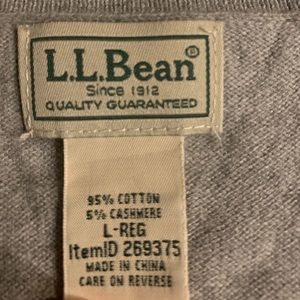 L.L.Bean®
Since 1912
QUALITY GUARANTEED
95% COTTON
5% CASHMERE
L-REG
ItemID 269375
MADE IN CHINA
CARE ON REVERSE